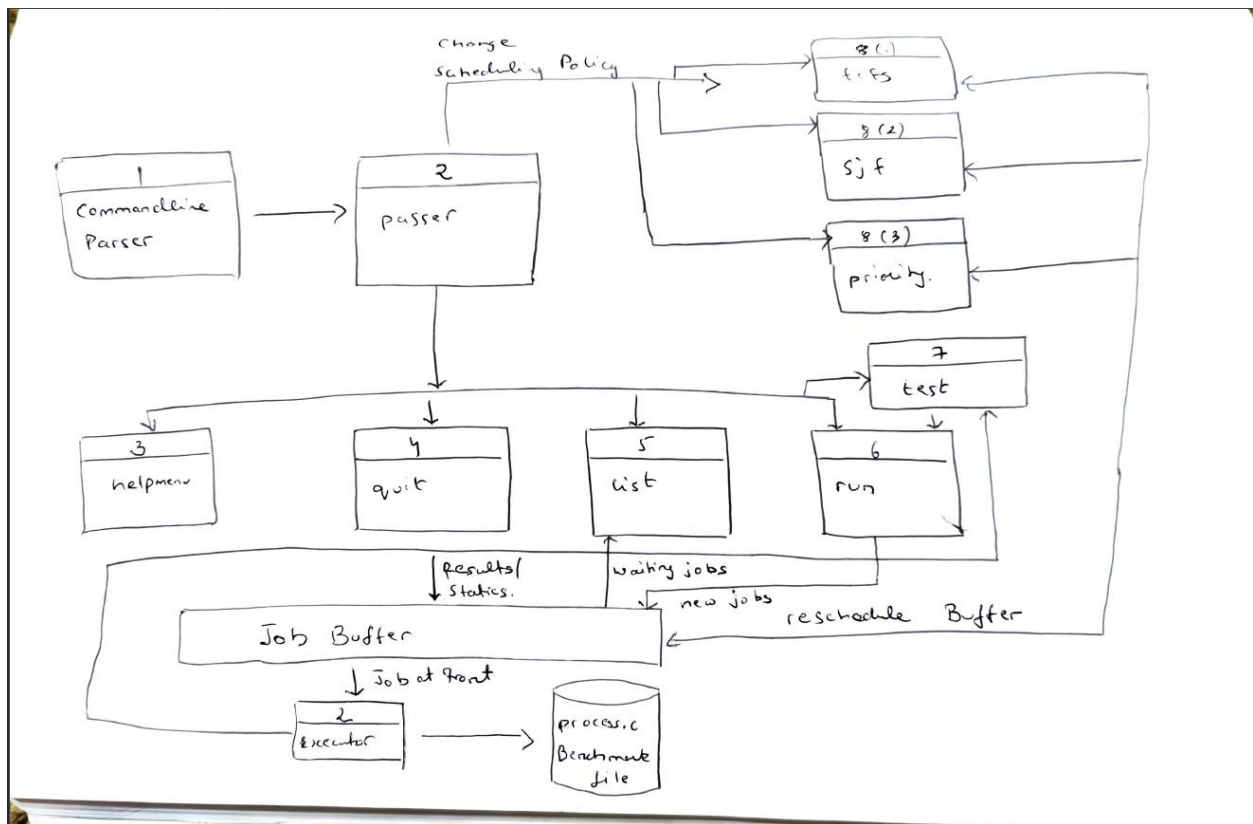 Change
Scheduling Policy
8(1)
8(2)
Sjf
8(3)
priority.
1
Commandline
Parser
2
passer
7
test
3
helpmenu
4
quit
5
list
6
run
Results/
Statics.
waiting jobs
new jobs
reschedule Buffer
Job Buffer
Job at Front
2
Executor
process.c
Benchmark
file